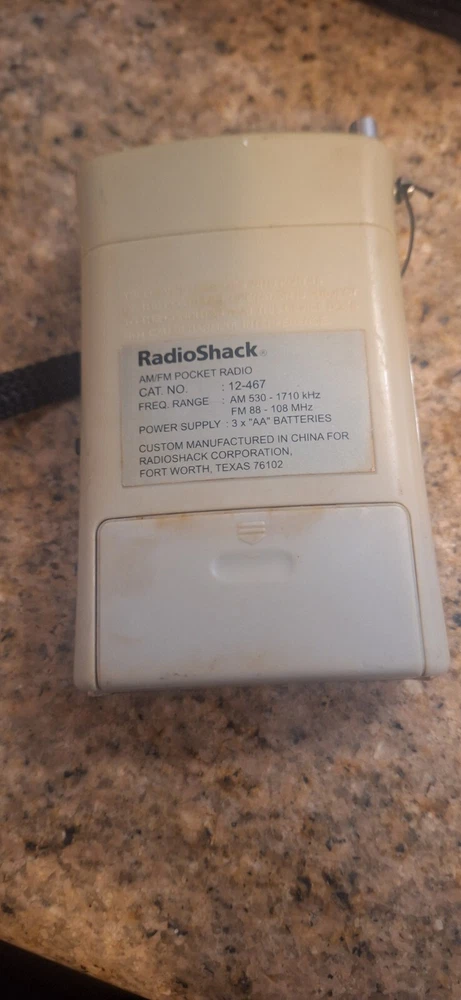 RadioShack®
AM/FM POCKET RADIO
CAT. NO. : 12-467
FREQ. RANGE : AM 530 - 1710 kHz
FM 88 - 108 MHz
POWER SUPPLY : 3 x "AA" BATTERIES
CUSTOM MANUFACTURED IN CHINA FOR
RADIOSHACK CORPORATION,
FORT WORTH, TEXAS 76102